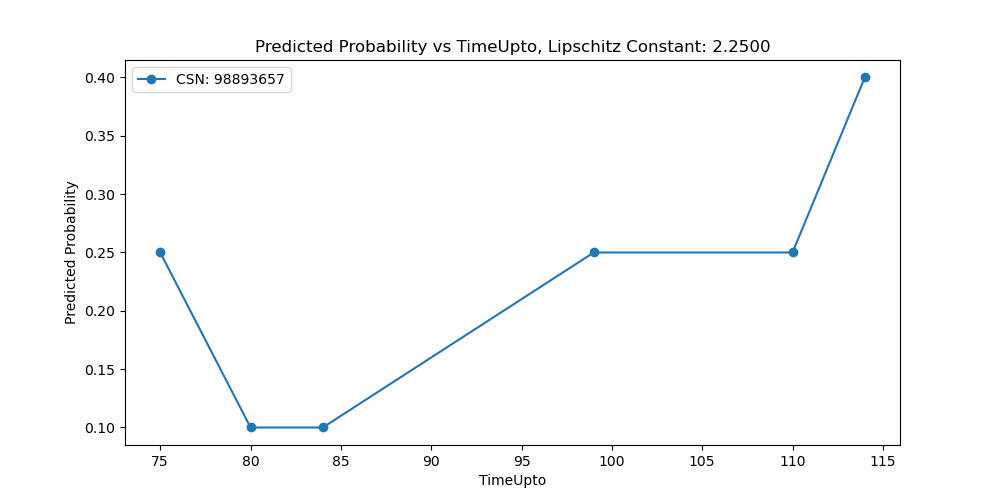 Predicted Probability vs TimeUpto, Lipschitz Constant: 2.2500
CSN: 98893657
Predicted Probability
0.40
0.35
0.30
0.25
0.20
0.15
0.10
75 80 85 90 95 100 105 110 115
TimeUpto